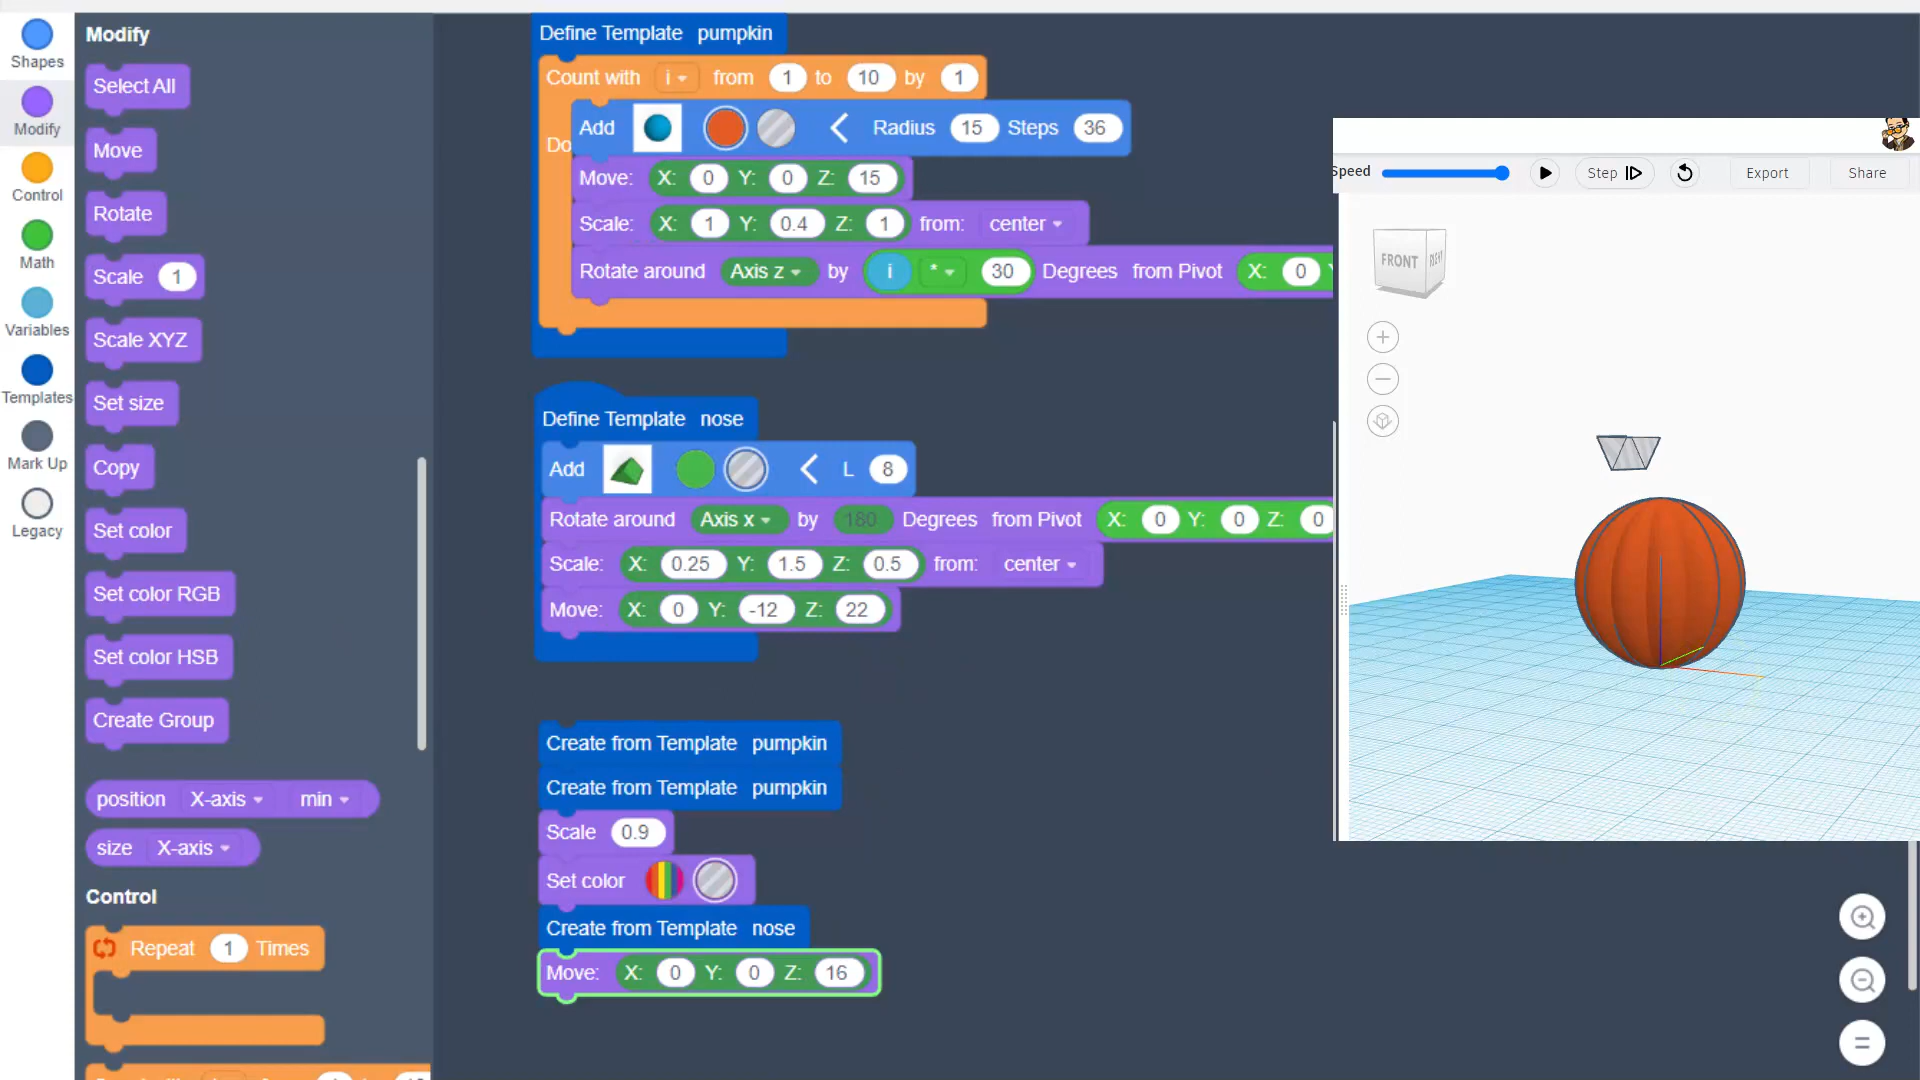 Shapes
Modify
Control
Math
Variables
Templates
Mark Up
Legacy
Modify
Select All
Move
Rotate
Scale 1
Scale XYZ
Set size
Copy
Set color
Set color RGB
Set color HSB
Create Group
position X-axis min
size X-axis
Control
Repeat 1 Times
Define Template pumpkin
Count with i from 1 to 10 by 1
Do
Add Radius 15 Steps 36
Move: X: 0 Y: 0 Z: 15
Scale: X: 1 Y: 0.4 Z: 1 from: center
Rotate around Axis z by i * 30 Degrees from Pivot X: 0
Define Template nose
Add L 8
Rotate around Axis x by 180 Degrees from Pivot X: 0 Y: 0 Z: 0
Scale: X: 0.25 Y: 1.5 Z: 0.5 from: center
Move: X: 0 Y: -12 Z: 22
Create from Template pumpkin
Create from Template pumpkin
Scale 0.9
Set color
Create from Template nose
Move: X: 0 Y: 0 Z: 16
Speed Step Export Share
FRONT RIGHT